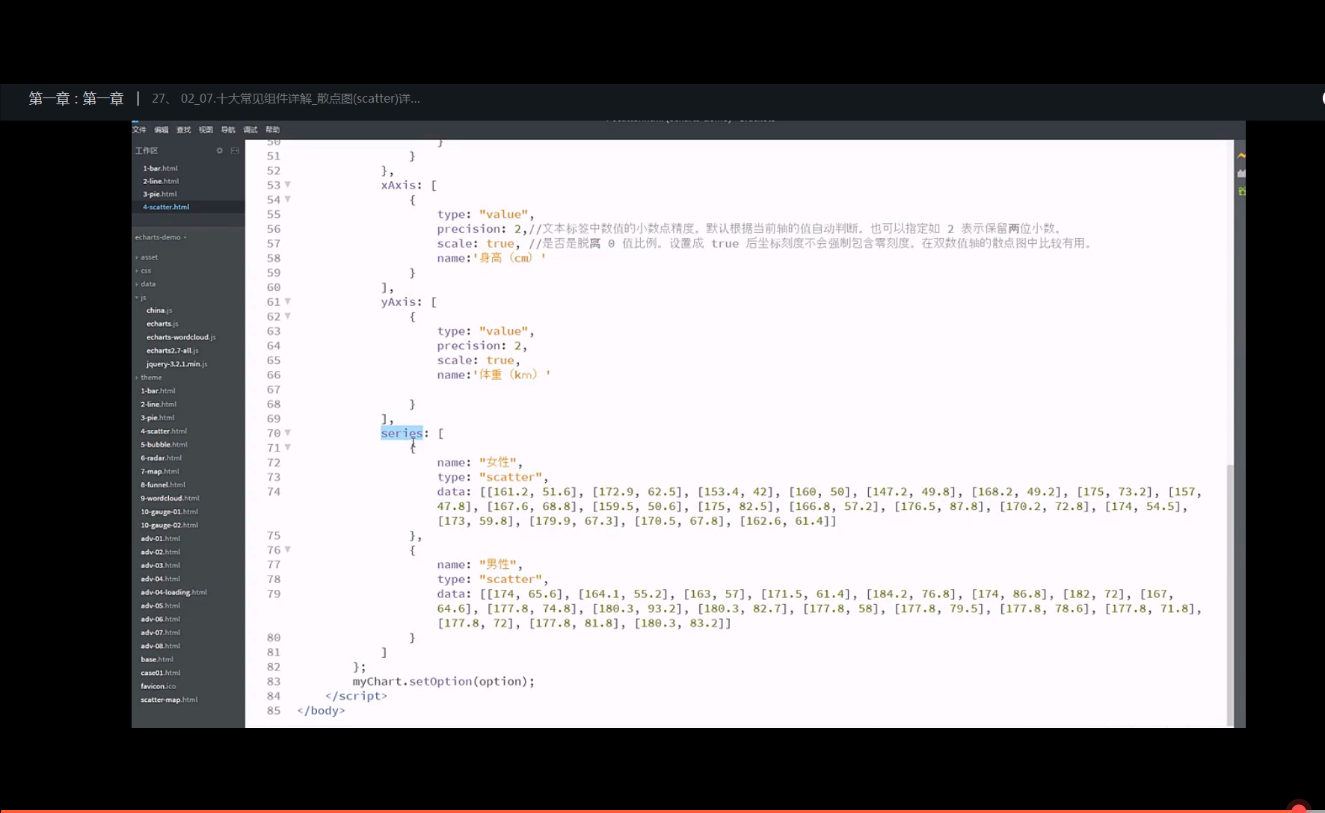 第一章：第一章 | 27、 02_07.十大常见组件详解_散点图(scatter)详...
文件 编辑 查找 视图 导航 调试 帮助
工作区
1-bar.html
2-line.html
3-pie.html
4-scatter.html
echarts-demo
asset
css
data
js
china.js
echarts.js
echarts-wordcloud.js
echarts2.7-all.js
jquery-3.2.1.min.js
theme
1-bar.html
2-line.html
3-pie.html
4-scatter.html
5-bubble.html
6-radar.html
7-map.html
8-funnel.html
9-wordcloud.html
10-gauge-01.html
10-gauge-02.html
adv-01.html
adv-02.html
adv-03.html
adv-04.html
adv-04-loading.html
adv-05.html
adv-06.html
adv-07.html
adv-08.html
base.html
case01.html
favicon.ico
scatter-map.html
50 }
51 }
52 },
53 xAxis: [
54 {
55 type: "value",
56 precision: 2,//文本标签中数值的小数点精度。默认根据当前轴的值自动判断。也可以指定如 2 表示保留两位小数。
57 scale: true, //是否是脱离 0 值比例。设置成 true 后坐标刻度不会强制包含零刻度。在双数值轴的散点图中比较有用。
58 name:'身高（cm）'
59 }
60 ],
61 yAxis: [
62 {
63 type: "value",
64 precision: 2,
65 scale: true,
66 name:'体重（km）'
67
68 }
69 ],
70 series: [
71 {
72 name: "女性",
73 type: "scatter",
74 data: [[161.2, 51.6], [172.9, 62.5], [153.4, 42], [160, 50], [147.2, 49.8], [168.2, 49.2], [175, 73.2], [157,
47.8], [167.6, 68.8], [159.5, 50.6], [175, 82.5], [166.8, 57.2], [176.5, 87.8], [170.2, 72.8], [174, 54.5],
[173, 59.8], [179.9, 67.3], [170.5, 67.8], [162.6, 61.4]]
75 },
76 {
77 name: "男性",
78 type: "scatter",
79 data: [[174, 65.6], [164.1, 55.2], [163, 57], [171.5, 61.4], [184.2, 76.8], [174, 86.8], [182, 72], [167,
64.6], [177.8, 74.8], [180.3, 93.2], [180.3, 82.7], [177.8, 58], [177.8, 79.5], [177.8, 78.6], [177.8, 71.8],
[177.8, 72], [177.8, 81.8], [180.3, 83.2]]
80 }
81 ]
82 };
83 myChart.setOption(option);
84 </script>
85 </body>